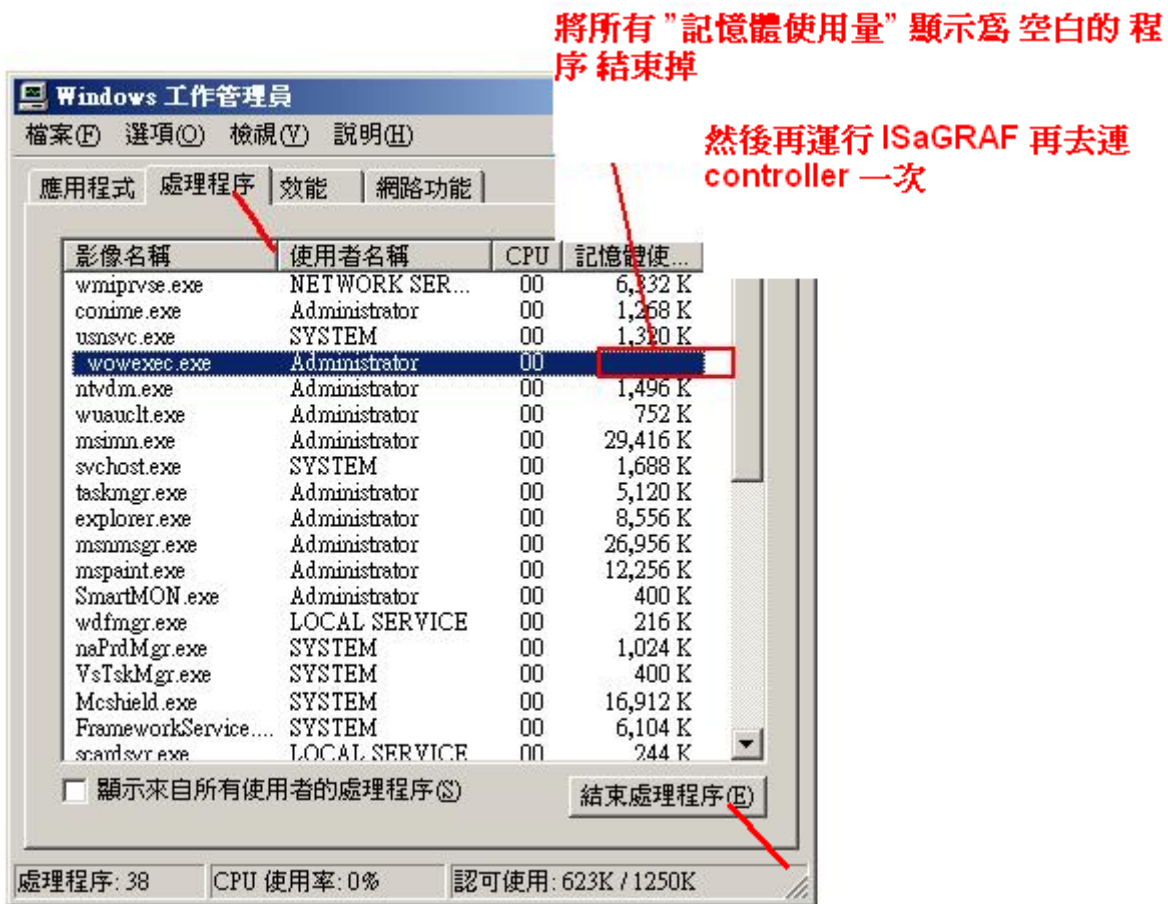 將所有 ”記憶體使用量” 顯示為 空白的 程
序 結束掉
然後再運行 ISaGRAF 再去連
controller 一次
Windows 工作管理員
檔案(F) 選項(O) 檢視(V) 說明(H)
應用程式 處理程序 效能 網路功能
影像名稱 使用者名稱 CPU 記憶體使...
wmiprvse.exe NETWORK SER... 00 6,332 K
conime.exe Administrator 00 1,268 K
usnsvc.exe SYSTEM 00 1,320 K
wowexec.exe Administrator 00
ntvdm.exe Administrator 00 1,496 K
wuauclt.exe Administrator 00 752 K
msimn.exe Administrator 00 29,416 K
svchost.exe SYSTEM 00 1,688 K
taskmgr.exe Administrator 00 5,120 K
explorer.exe Administrator 00 8,556 K
msnmsgr.exe Administrator 00 26,956 K
mspaint.exe Administrator 00 12,256 K
SmartMON.exe Administrator 00 400 K
wdfmgr.exe LOCAL SERVICE 00 216 K
naPrdMgr.exe SYSTEM 00 1,024 K
VsTskMgr.exe SYSTEM 00 400 K
Mcshield.exe SYSTEM 00 16,912 K
FrameworkService.... SYSTEM 00 6,104 K
scardsvr.exe LOCAL SERVICE 00 244 K
顯示來自所有使用者的處理程序(S) 結束處理程序(E)
處理程序: 38 CPU 使用率: 0% 認可使用: 623K / 1250K